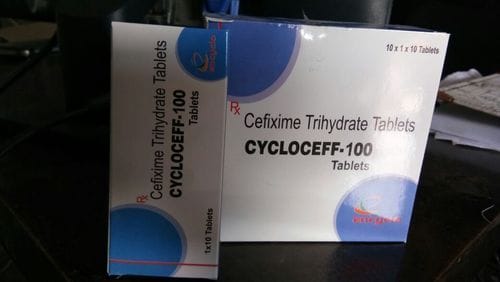 Rx
Cefixime Trihydrate Tablets
CYCLOCEFF-100
Tablets
1x10 Tablets
10 x 1 x 10 Tablets
Rx
Cefixime Trihydrate Tablets
CYCLOCEFF-100
Tablets